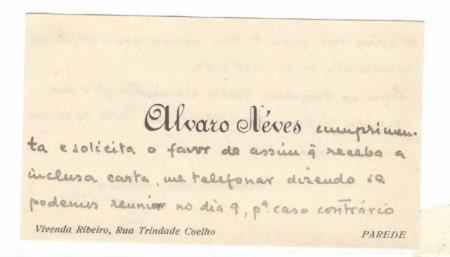 Alvaro Néves cumprimen-
ta e solicita o favor de assim q̃ receba a
inclusa carta, me telefonar dizendo se
podemos reunir no dia 9, pª. caso contrário
Vivenda Ribeiro, Rua Trindade Coelho PAREDE